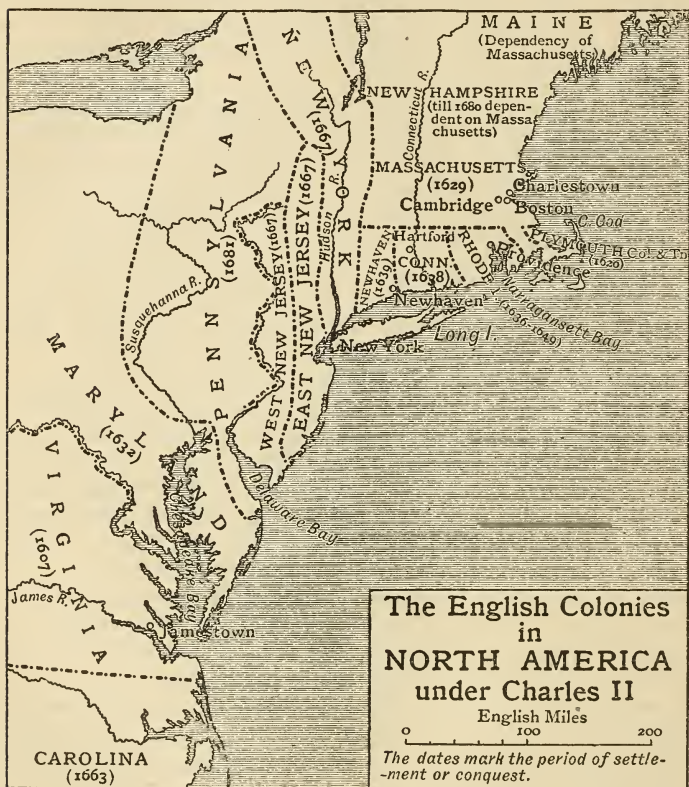 MAINE
(Dependency of
Massachusetts)
NEW HAMPSHIRE
(till 1680 depen-
dent on Massa
chusetts)
Connecticut R.
MASSACHUSETTS
(1629)
Charlestown
Cambridge
Boston
C. Cod
PLYMOUTH Col. & To
(1620)
NEW YORK
(1667)
Hudson
R.
NEWHAVEN
(1639)
Hartford
CONN.
(1638)
RHODE I.
(1636-1649)
Providence
Narragansett Bay
Newhaven
Long I.
New York
PENNSYLVANIA
(1681)
Susquehanna R.
WEST NEW JERSEY (1667)
EAST NEW JERSEY (1667)
MARYLAND
(1632)
Delaware Bay
Chesapeake Bay
VIRGINIA
(1607)
James R.
Jamestown
CAROLINA
(1663)
The English Colonies
in
NORTH AMERICA
under Charles II
English Miles
0 100 200
The dates mark the period of settle-
-ment or conquest.